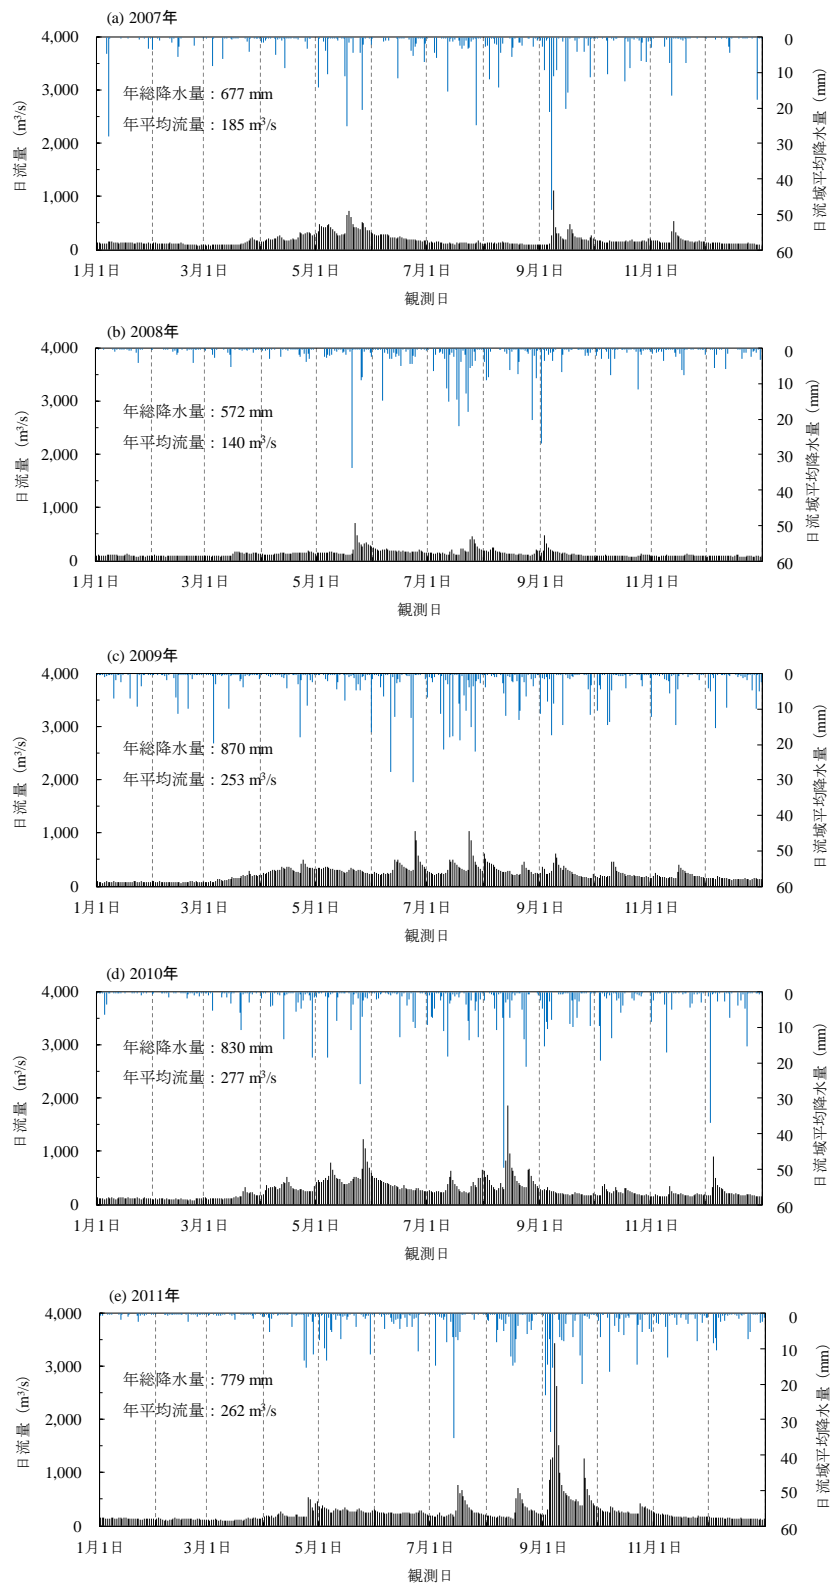 (a) 2007年
4,000
3,000
2,000
1,000
0
日流量（m³/s）
年総降水量：677 mm
年平均流量：185 m³/s
0
10
20
30
40
50
60
日流域平均降水量（mm）
1月1日 3月1日 5月1日 7月1日 9月1日 11月1日
観測日
(b) 2008年
4,000
3,000
2,000
1,000
0
日流量（m³/s）
年総降水量：572 mm
年平均流量：140 m³/s
0
10
20
30
40
50
60
日流域平均降水量（mm）
1月1日 3月1日 5月1日 7月1日 9月1日 11月1日
観測日
(c) 2009年
4,000
3,000
2,000
1,000
0
日流量（m³/s）
年総降水量：870 mm
年平均流量：253 m³/s
0
10
20
30
40
50
60
日流域平均降水量（mm）
1月1日 3月1日 5月1日 7月1日 9月1日 11月1日
観測日
(d) 2010年
4,000
3,000
2,000
1,000
0
日流量（m³/s）
年総降水量：830 mm
年平均流量：277 m³/s
0
10
20
30
40
50
60
日流域平均降水量（mm）
1月1日 3月1日 5月1日 7月1日 9月1日 11月1日
観測日
(e) 2011年
4,000
3,000
2,000
1,000
0
日流量（m³/s）
年総降水量：779 mm
年平均流量：262 m³/s
0
10
20
30
40
50
60
日流域平均降水量（mm）
1月1日 3月1日 5月1日 7月1日 9月1日 11月1日
観測日